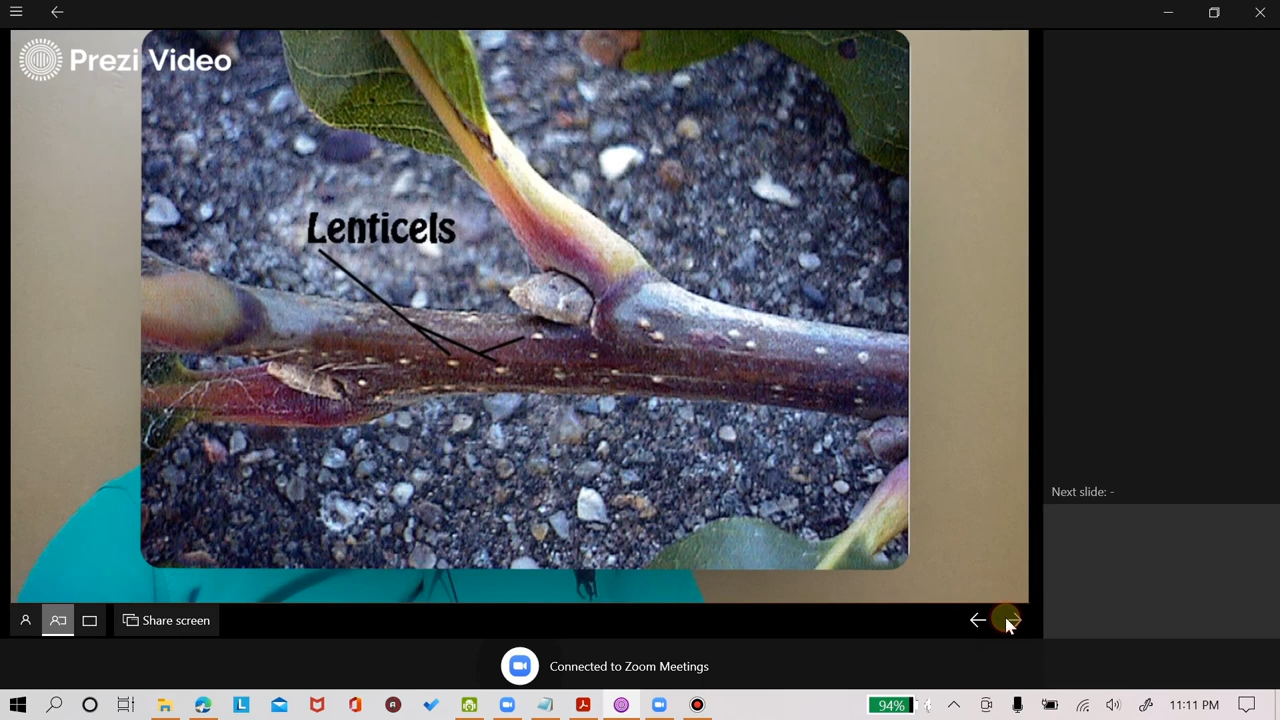 Prezi Video
Lenticels
Next slide: -
Share screen
Connected to Zoom Meetings
94%
11:11 PM